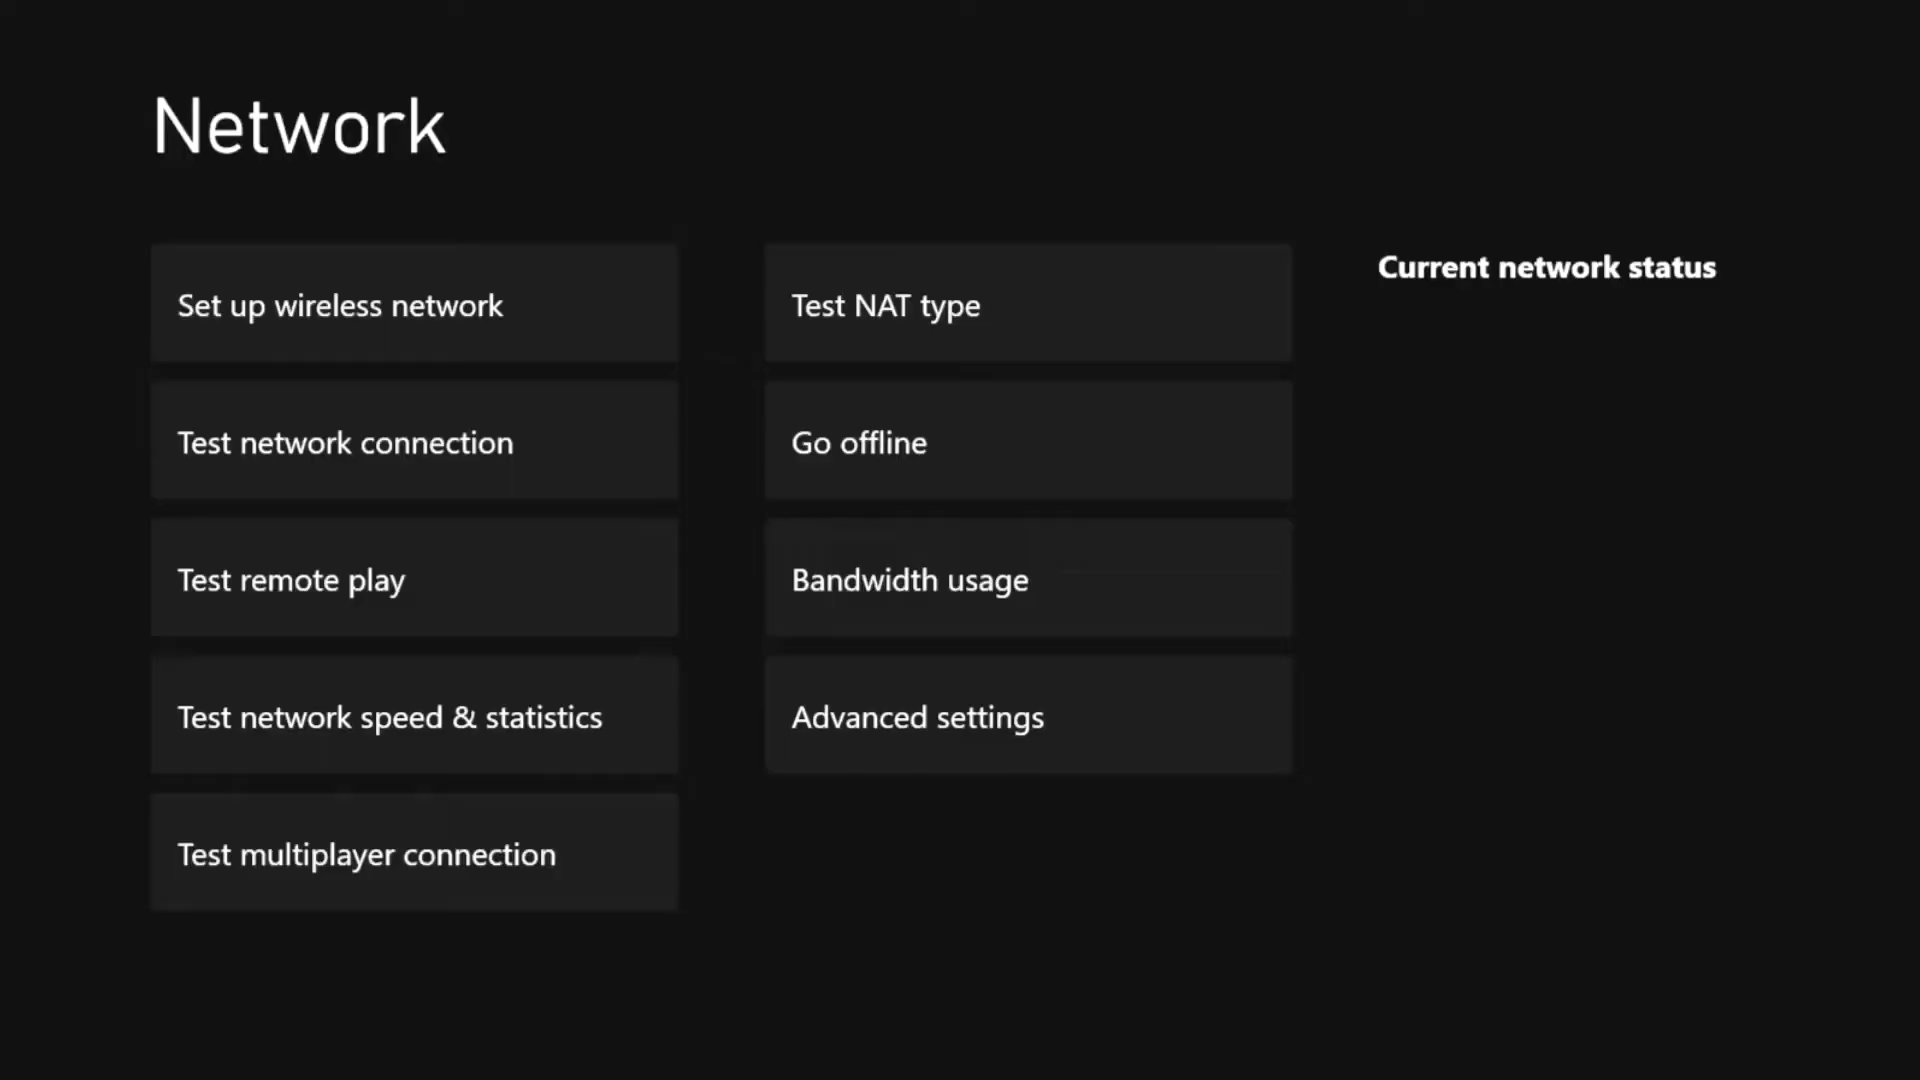 Network
Set up wireless network
Test network connection
Test remote play
Test network speed & statistics
Test multiplayer connection
Test NAT type
Go offline
Bandwidth usage
Advanced settings
Current network status